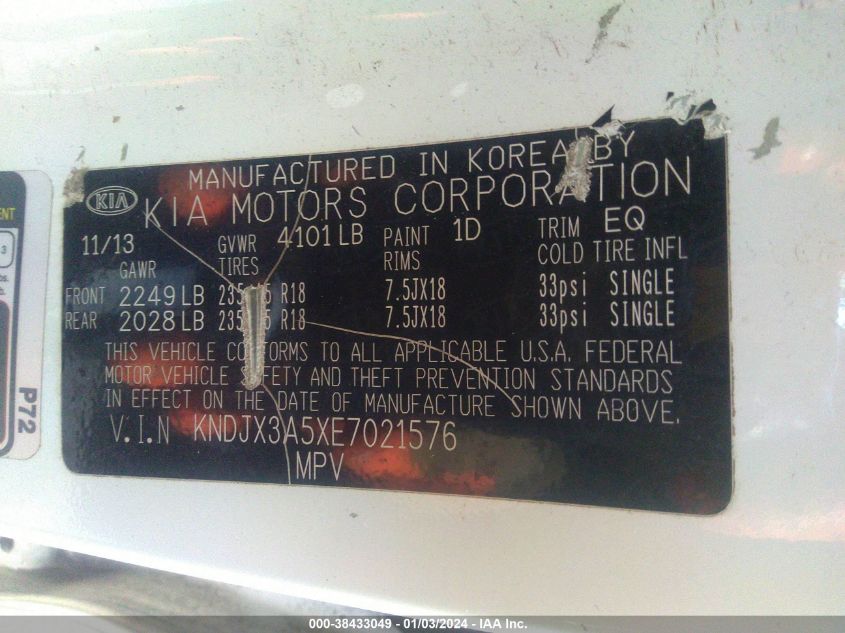 MANUFACTURED IN KOREA BY
KIA KIA MOTORS CORPORATION
11/13 GVWR 4101 LB PAINT 1D TRIM EQ
GAWR TIRES RIMS COLD TIRE INFL
FRONT 2249 LB R18 7.5JX18 33psi SINGLE
REAR 2028 LB R18 7.5JX18 33psi SINGLE
THIS VEHICLE CONFORMS TO ALL APPLICABLE U.S.A. FEDERAL
MOTOR VEHICLE SAFETY AND THEFT PREVENTION STANDARDS
IN EFFECT ON THE DATE OF MANUFACTURE SHOWN ABOVE.
V.I.N KNDJX3A5XE7021576
MPV
P72
000-38433049 - 01/03/2024 - IAA Inc.